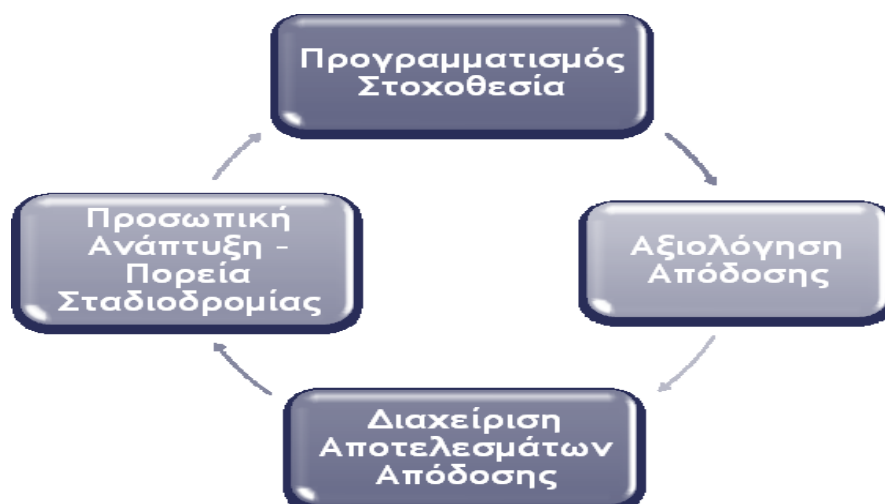 Προγραμματισμός
Στοχοθεσία
Αξιολόγηση
Απόδοσης
Διαχείριση
Αποτελεσμάτων
Απόδοσης
Προσωπική
Ανάπτυξη -
Πορεία
Σταδιοδρομίας